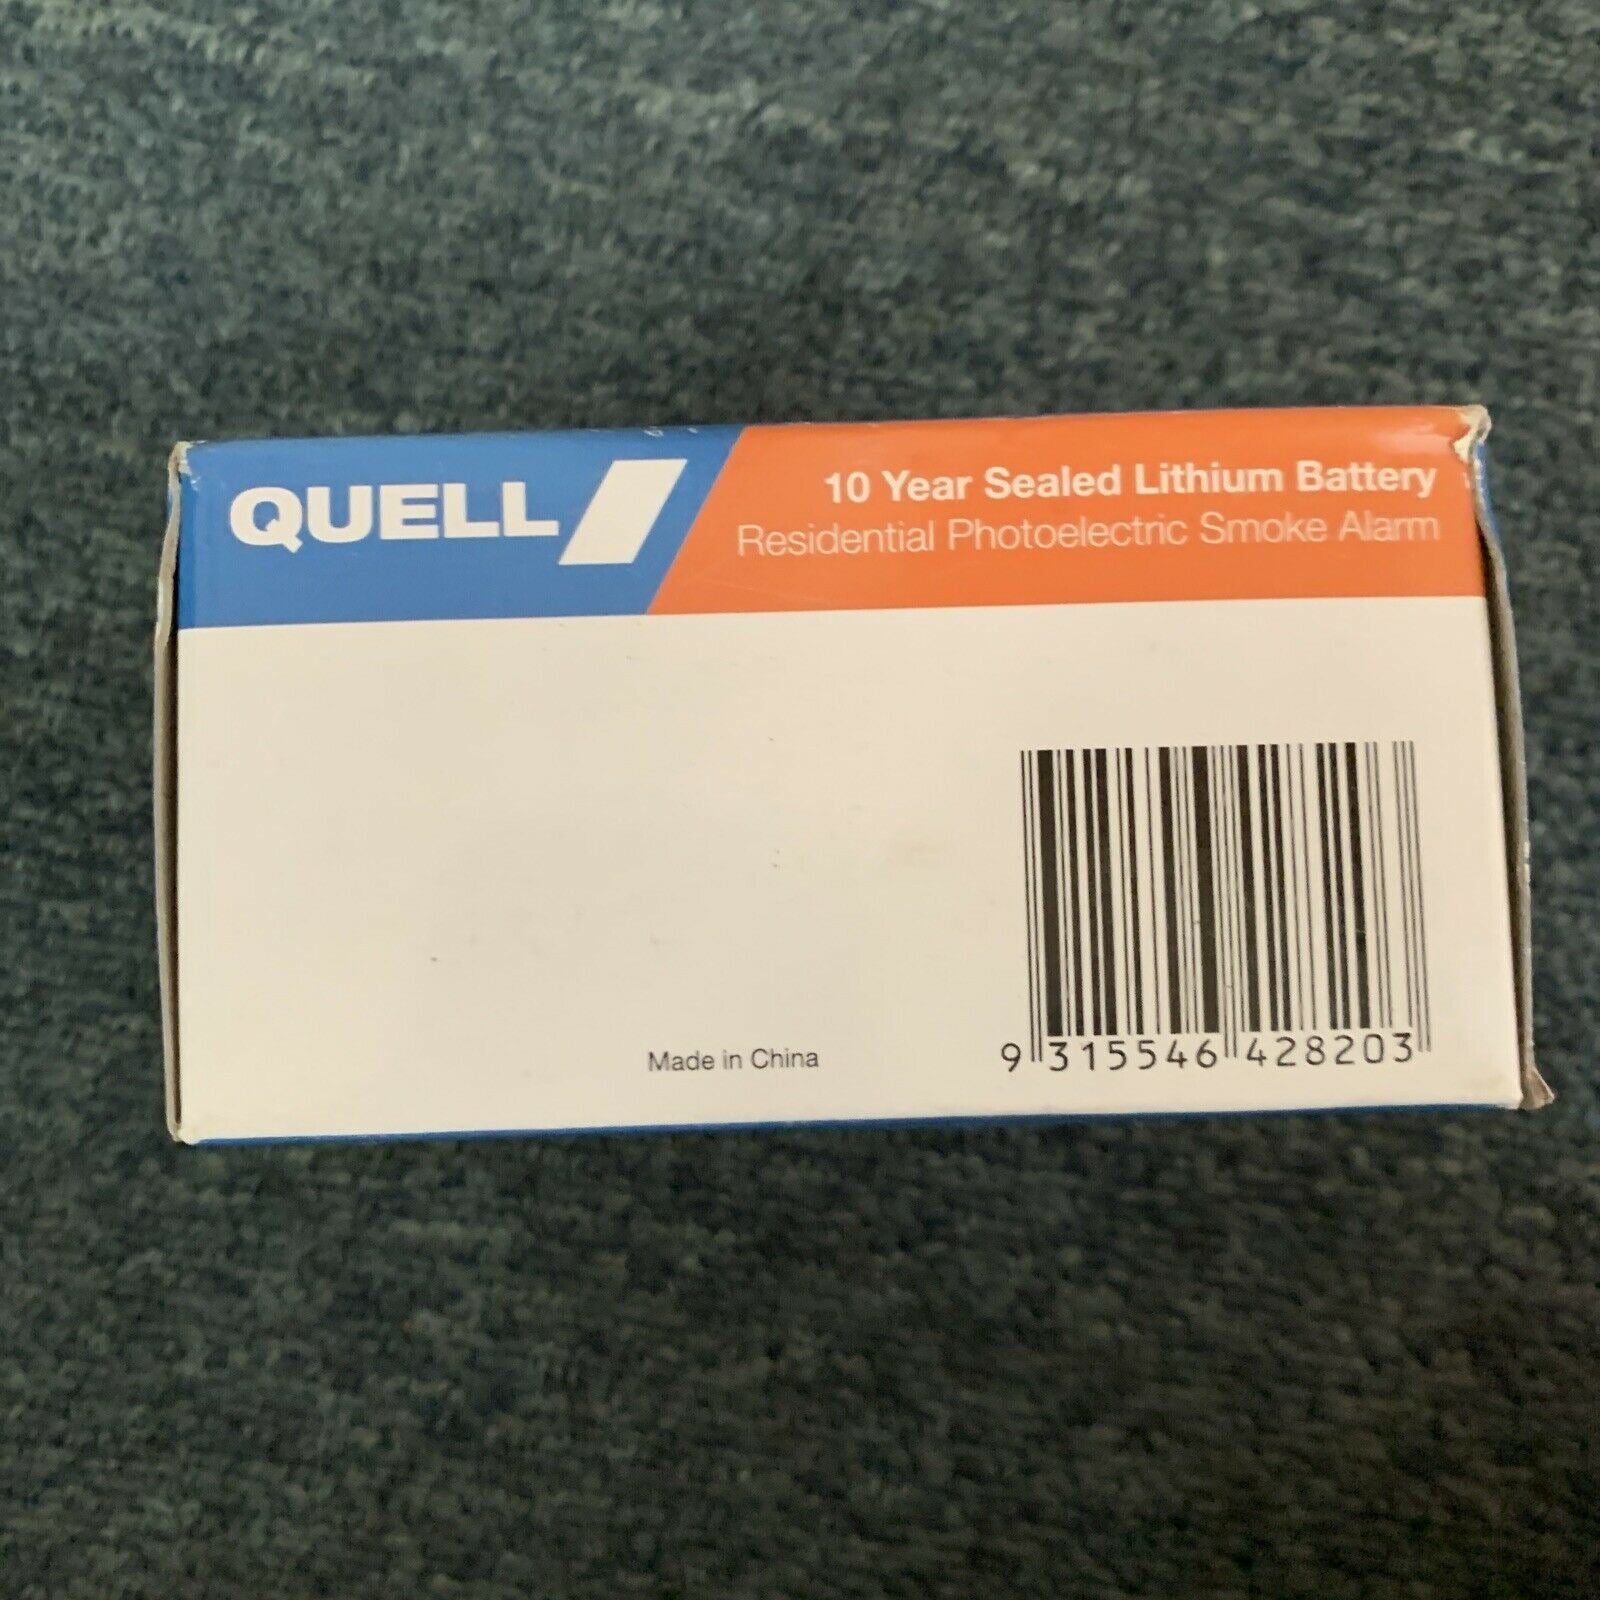 QUELL
10 Year Sealed Lithium Battery
Residential Photoelectric Smoke Alarm
Made in China
9 315546 428203